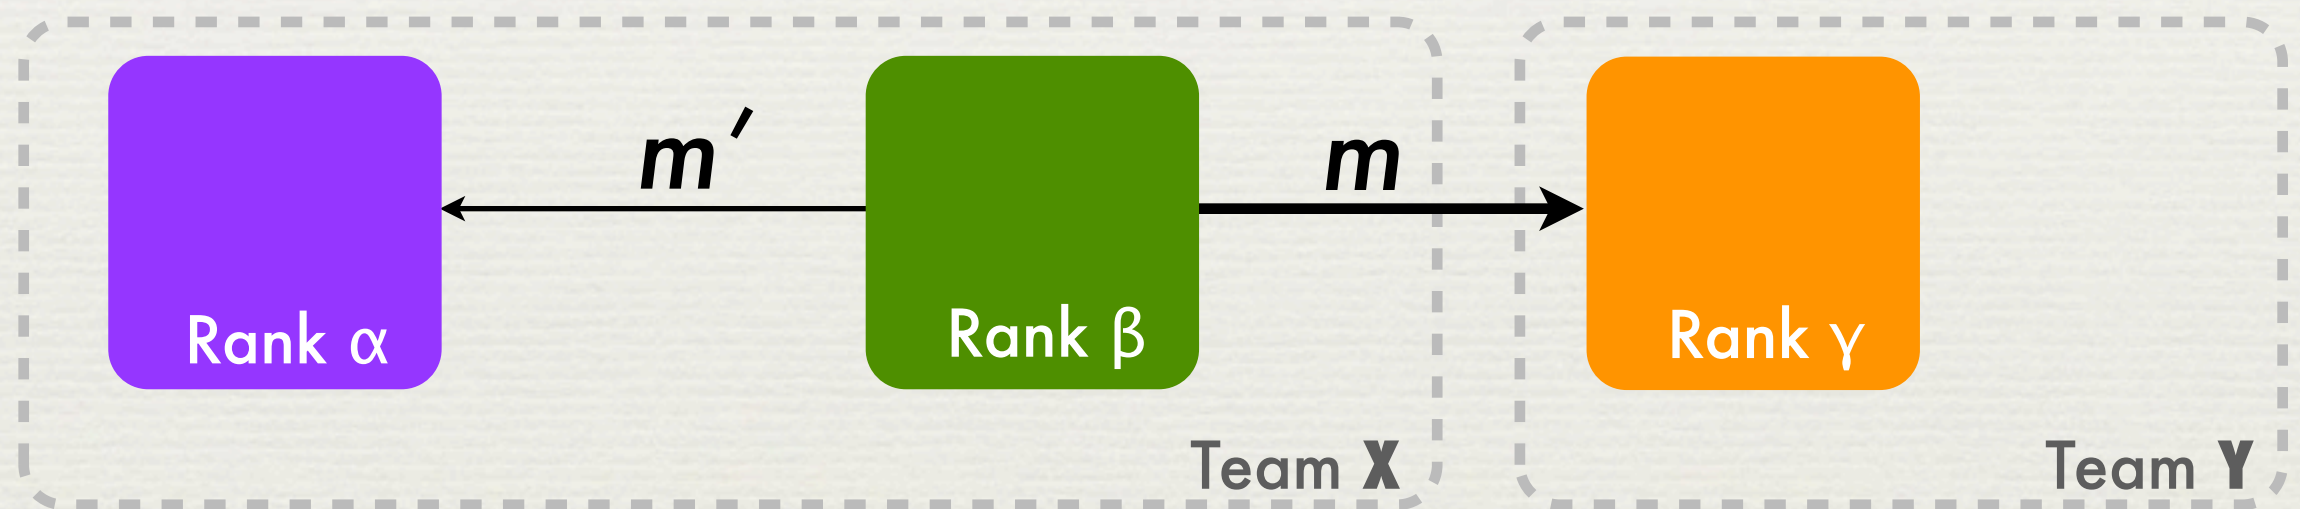 m′
m
Rank α
Rank β
Rank γ
Team X
Team Y